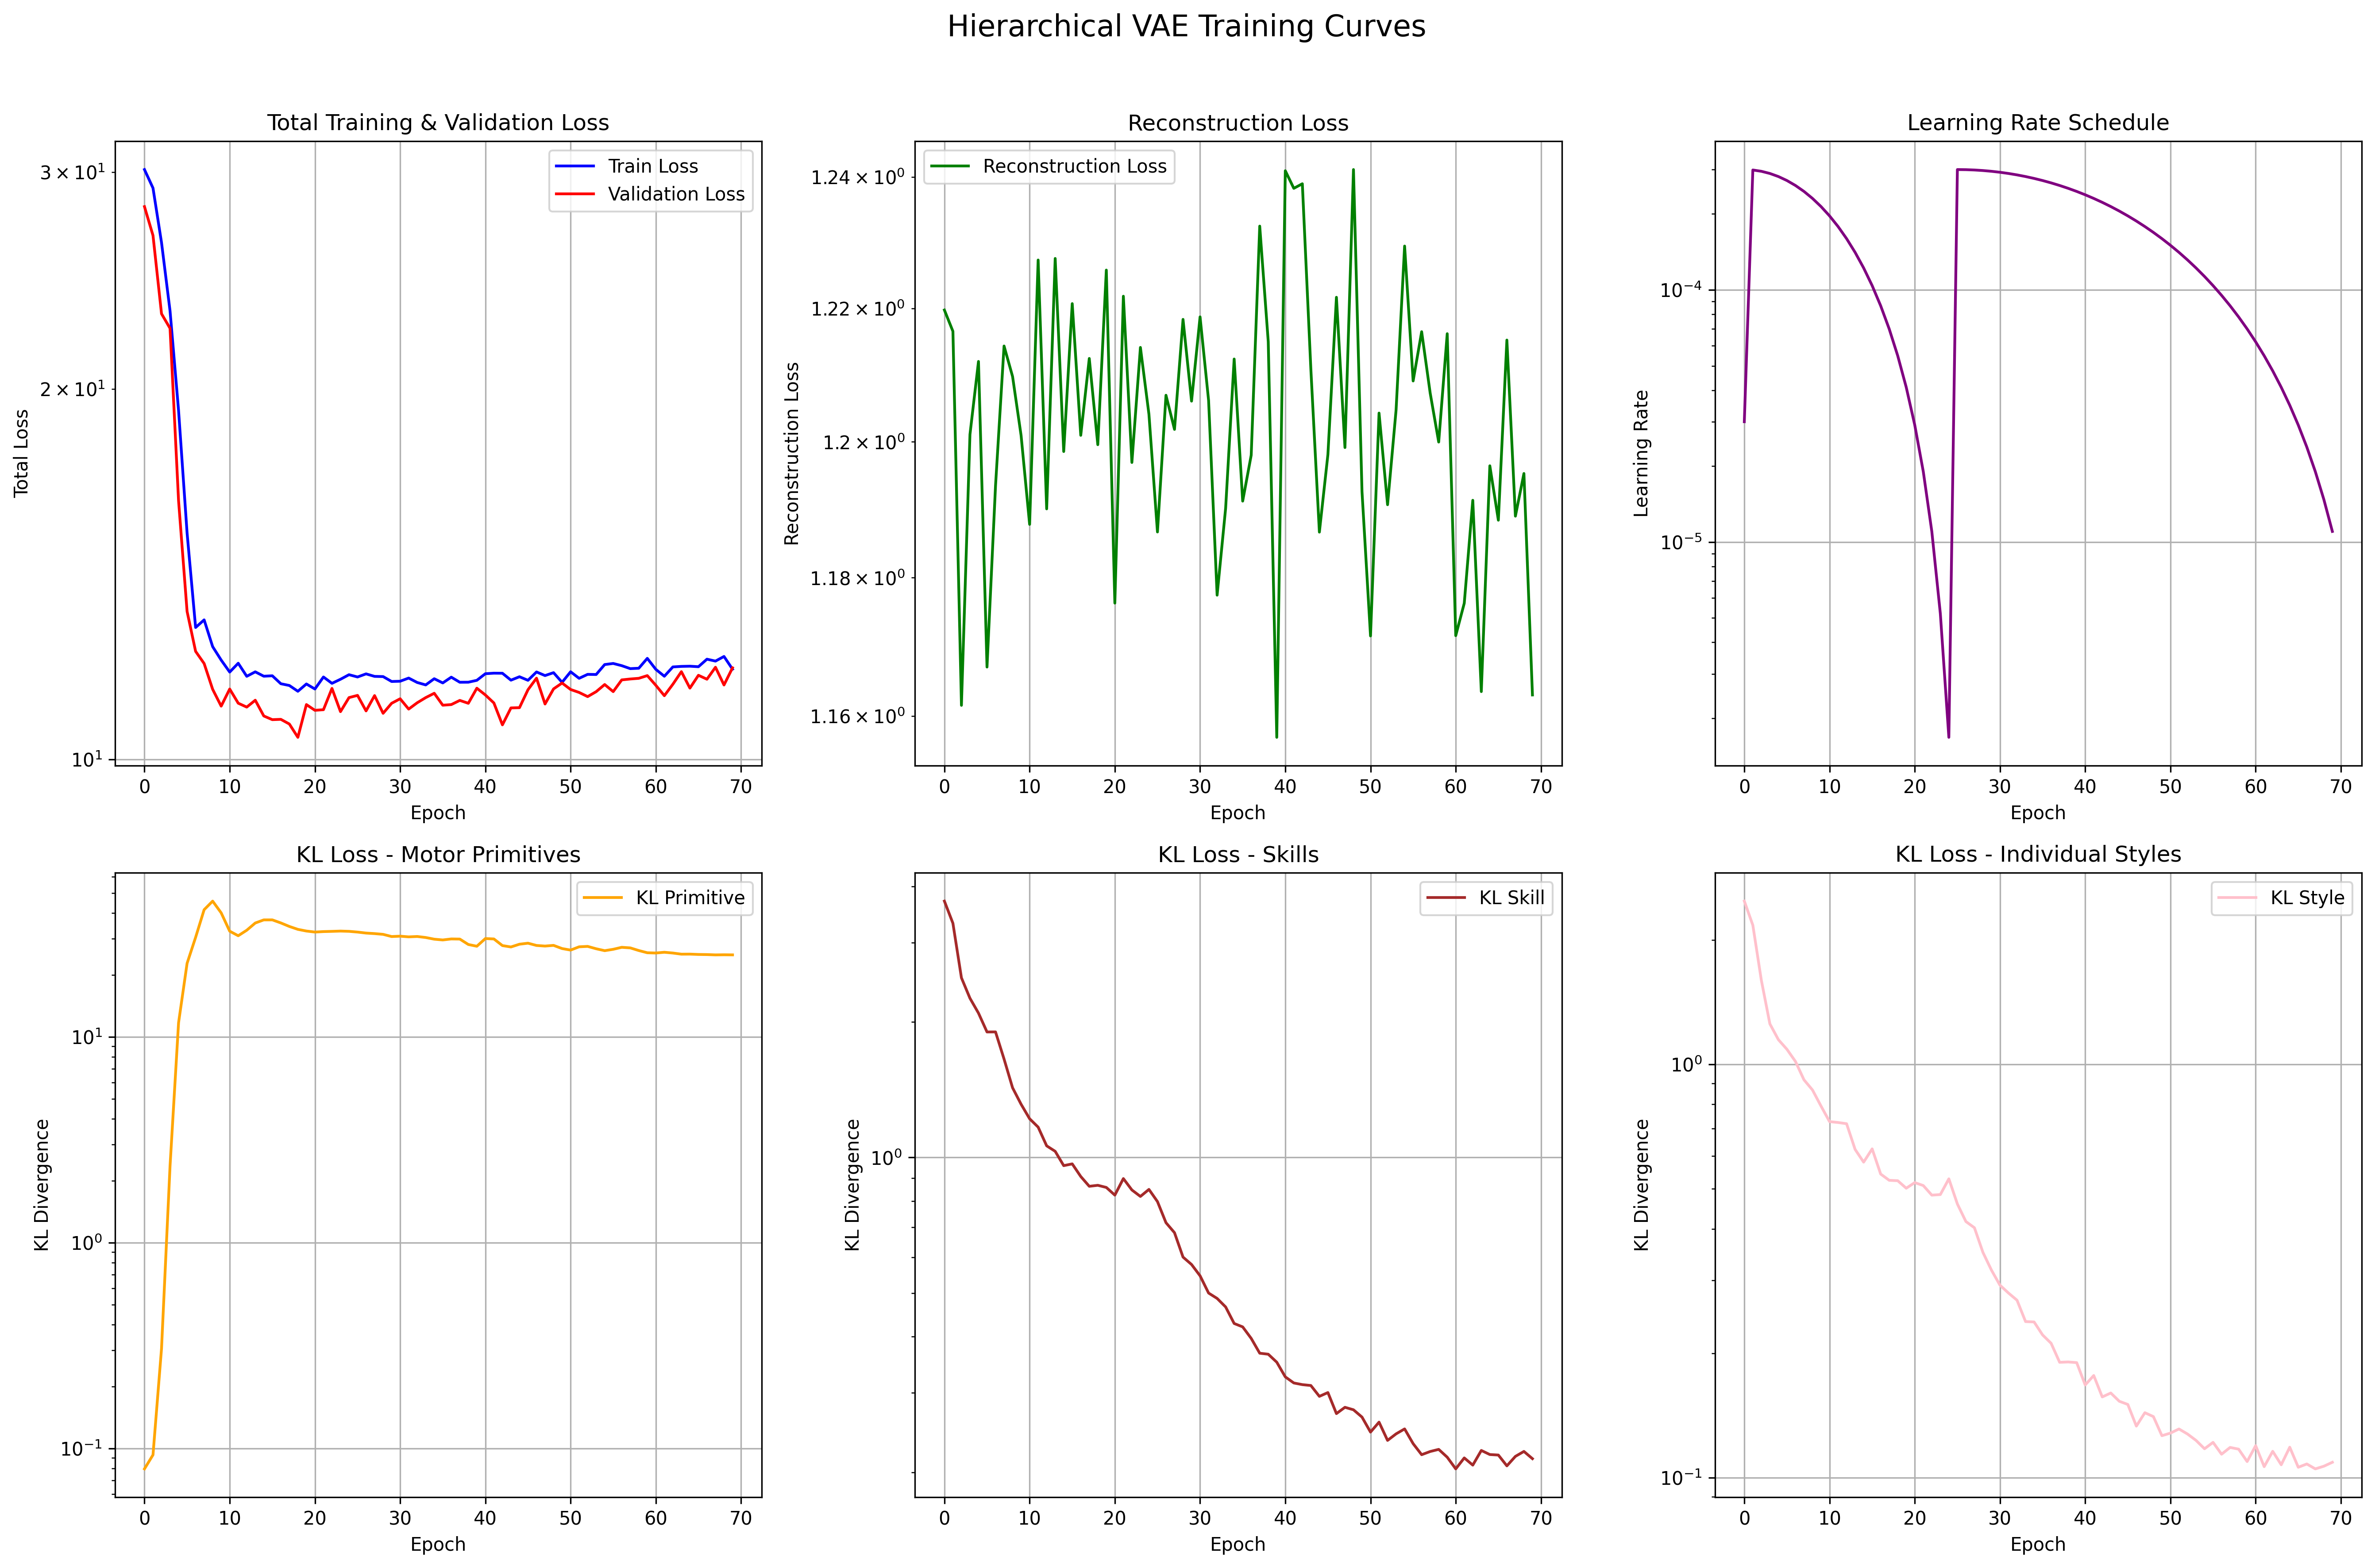 Hierarchical VAE Training Curves
Total Training & Validation Loss
Train Loss
Validation Loss
3 × 10¹
2 × 10¹
10¹
Total Loss
0 10 20 30 40 50 60 70
Epoch
Reconstruction Loss
Reconstruction Loss
1.24 × 10⁰
1.22 × 10⁰
1.2 × 10⁰
1.18 × 10⁰
1.16 × 10⁰
Reconstruction Loss
0 10 20 30 40 50 60 70
Epoch
Learning Rate Schedule
10⁻⁴
10⁻⁵
Learning Rate
0 10 20 30 40 50 60 70
Epoch
KL Loss - Motor Primitives
KL Primitive
10¹
10⁰
10⁻¹
KL Divergence
0 10 20 30 40 50 60 70
Epoch
KL Loss - Skills
KL Skill
10⁰
KL Divergence
0 10 20 30 40 50 60 70
Epoch
KL Loss - Individual Styles
KL Style
10⁰
10⁻¹
KL Divergence
0 10 20 30 40 50 60 70
Epoch